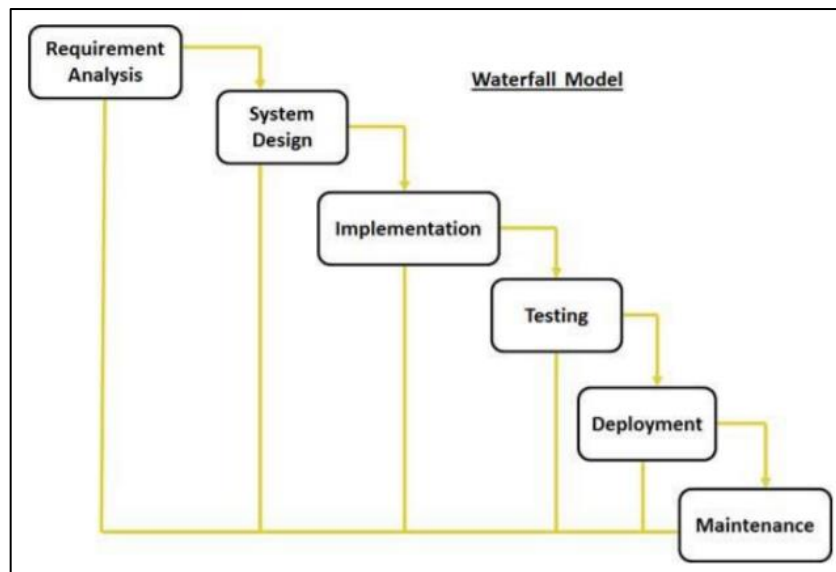 Requirement
Analysis
Waterfall Model
System
Design
Implementation
Testing
Deployment
Maintenance